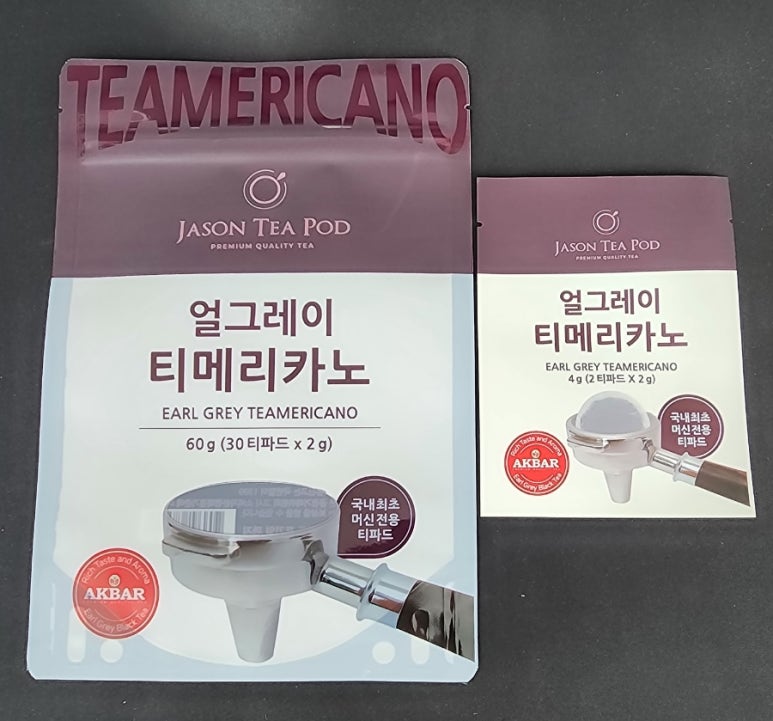 TEAMERICANO
JASON TEA POD
PREMIUM QUALITY TEA
얼그레이
티메리카노
EARL GREY TEAMERICANO
60g (30 티파드 x 2g)
국내최초
머신전용
티파드
Rich Taste and Aroma
AKBAR
Earl Grey Black Tea
JASON TEA POD
PREMIUM QUALITY TEA
얼그레이
티메리카노
EARL GREY TEAMERICANO
4g (2 티파드 X 2g)
국내최초
머신전용
티파드
Rich Taste and Aroma
AKBAR
Earl Grey Black Tea